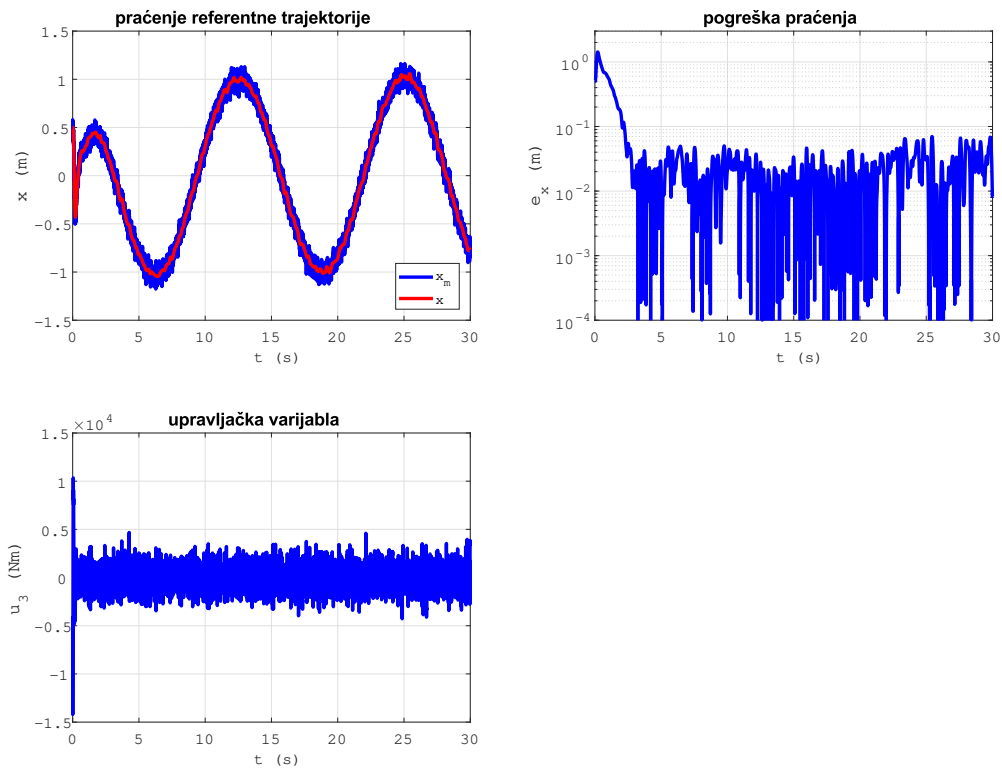 praćenje referentne trajektorije
1.5
1
0.5
0
−0.5
−1
−1.5
x (m)
0 5 10 15 20 25 30
t (s)
x_m
x
pogreška praćenja
10^0
10^-1
10^-2
10^-3
10^-4
e_x (m)
0 5 10 15 20 25 30
t (s)
upravljačka varijabla
×10^4
1.5
1
0.5
0
−0.5
−1
−1.5
u_3 (Nm)
0 5 10 15 20 25 30
t (s)